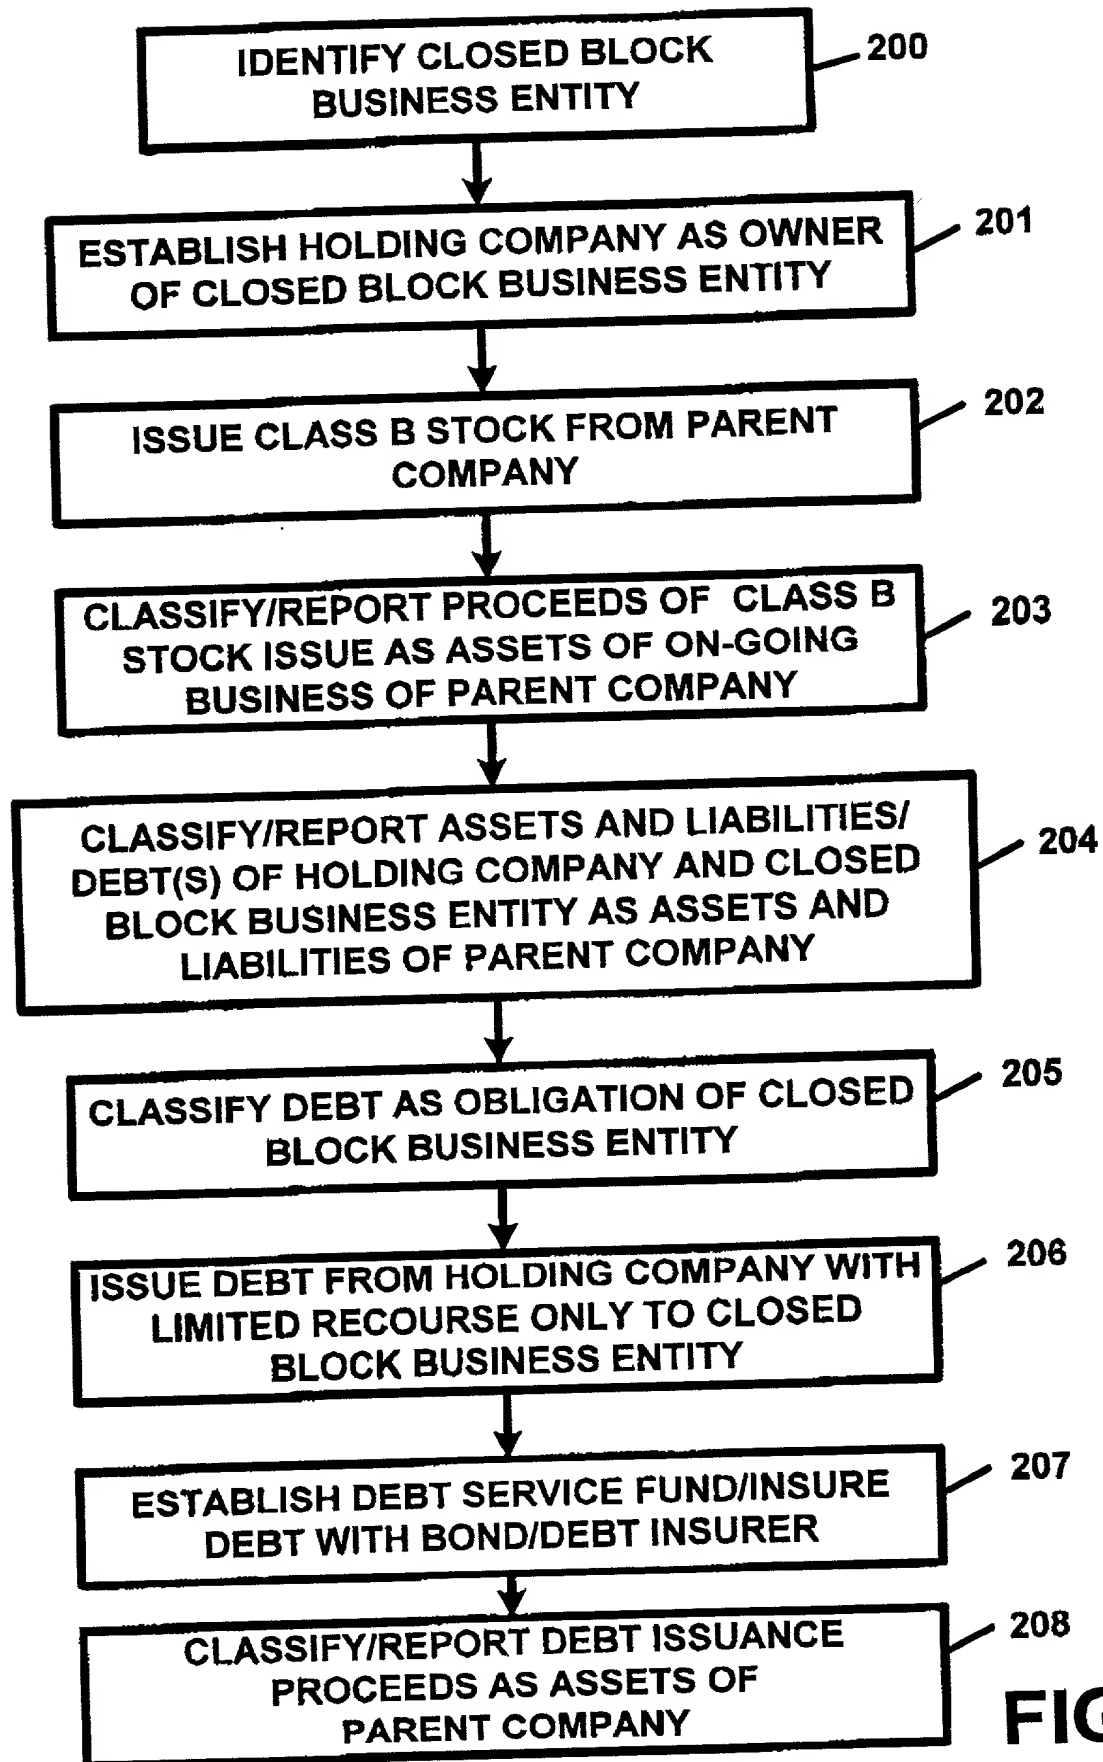 IDENTIFY CLOSED BLOCK
BUSINESS ENTITY
200
ESTABLISH HOLDING COMPANY AS OWNER
OF CLOSED BLOCK BUSINESS ENTITY
201
ISSUE CLASS B STOCK FROM PARENT
COMPANY
202
CLASSIFY/REPORT PROCEEDS OF CLASS B
STOCK ISSUE AS ASSETS OF ON-GOING
BUSINESS OF PARENT COMPANY
203
CLASSIFY/REPORT ASSETS AND LIABILITIES/
DEBT(S) OF HOLDING COMPANY AND CLOSED
BLOCK BUSINESS ENTITY AS ASSETS AND
LIABILITIES OF PARENT COMPANY
204
CLASSIFY DEBT AS OBLIGATION OF CLOSED
BLOCK BUSINESS ENTITY
205
ISSUE DEBT FROM HOLDING COMPANY WITH
LIMITED RECOURSE ONLY TO CLOSED
BLOCK BUSINESS ENTITY
206
ESTABLISH DEBT SERVICE FUND/INSURE
DEBT WITH BOND/DEBT INSURER
207
CLASSIFY/REPORT DEBT ISSUANCE
PROCEEDS AS ASSETS OF
PARENT COMPANY
208
FIG